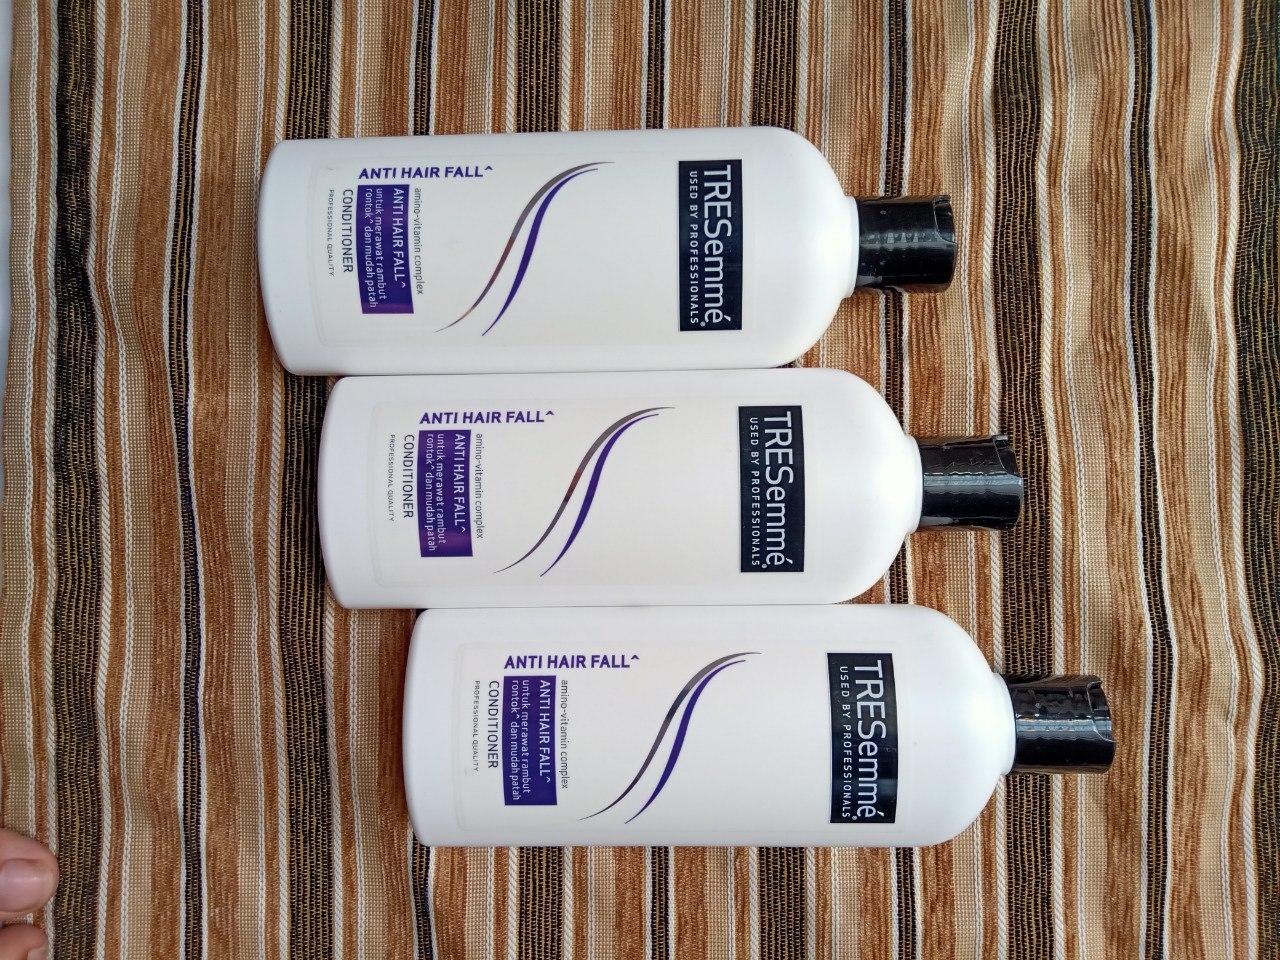 TRESemmé®
USED BY PROFESSIONALS
ANTI HAIR FALL^
amino-vitamin complex
ANTI HAIR FALL^
untuk merawat rambut
rontok^ dan mudah patah
CONDITIONER
PROFESSIONAL QUALITY
TRESemmé®
USED BY PROFESSIONALS
ANTI HAIR FALL^
amino-vitamin complex
ANTI HAIR FALL^
untuk merawat rambut
rontok^ dan mudah patah
CONDITIONER
PROFESSIONAL QUALITY
TRESemmé®
USED BY PROFESSIONALS
ANTI HAIR FALL^
amino-vitamin complex
ANTI HAIR FALL^
untuk merawat rambut
rontok^ dan mudah patah
CONDITIONER
PROFESSIONAL QUALITY